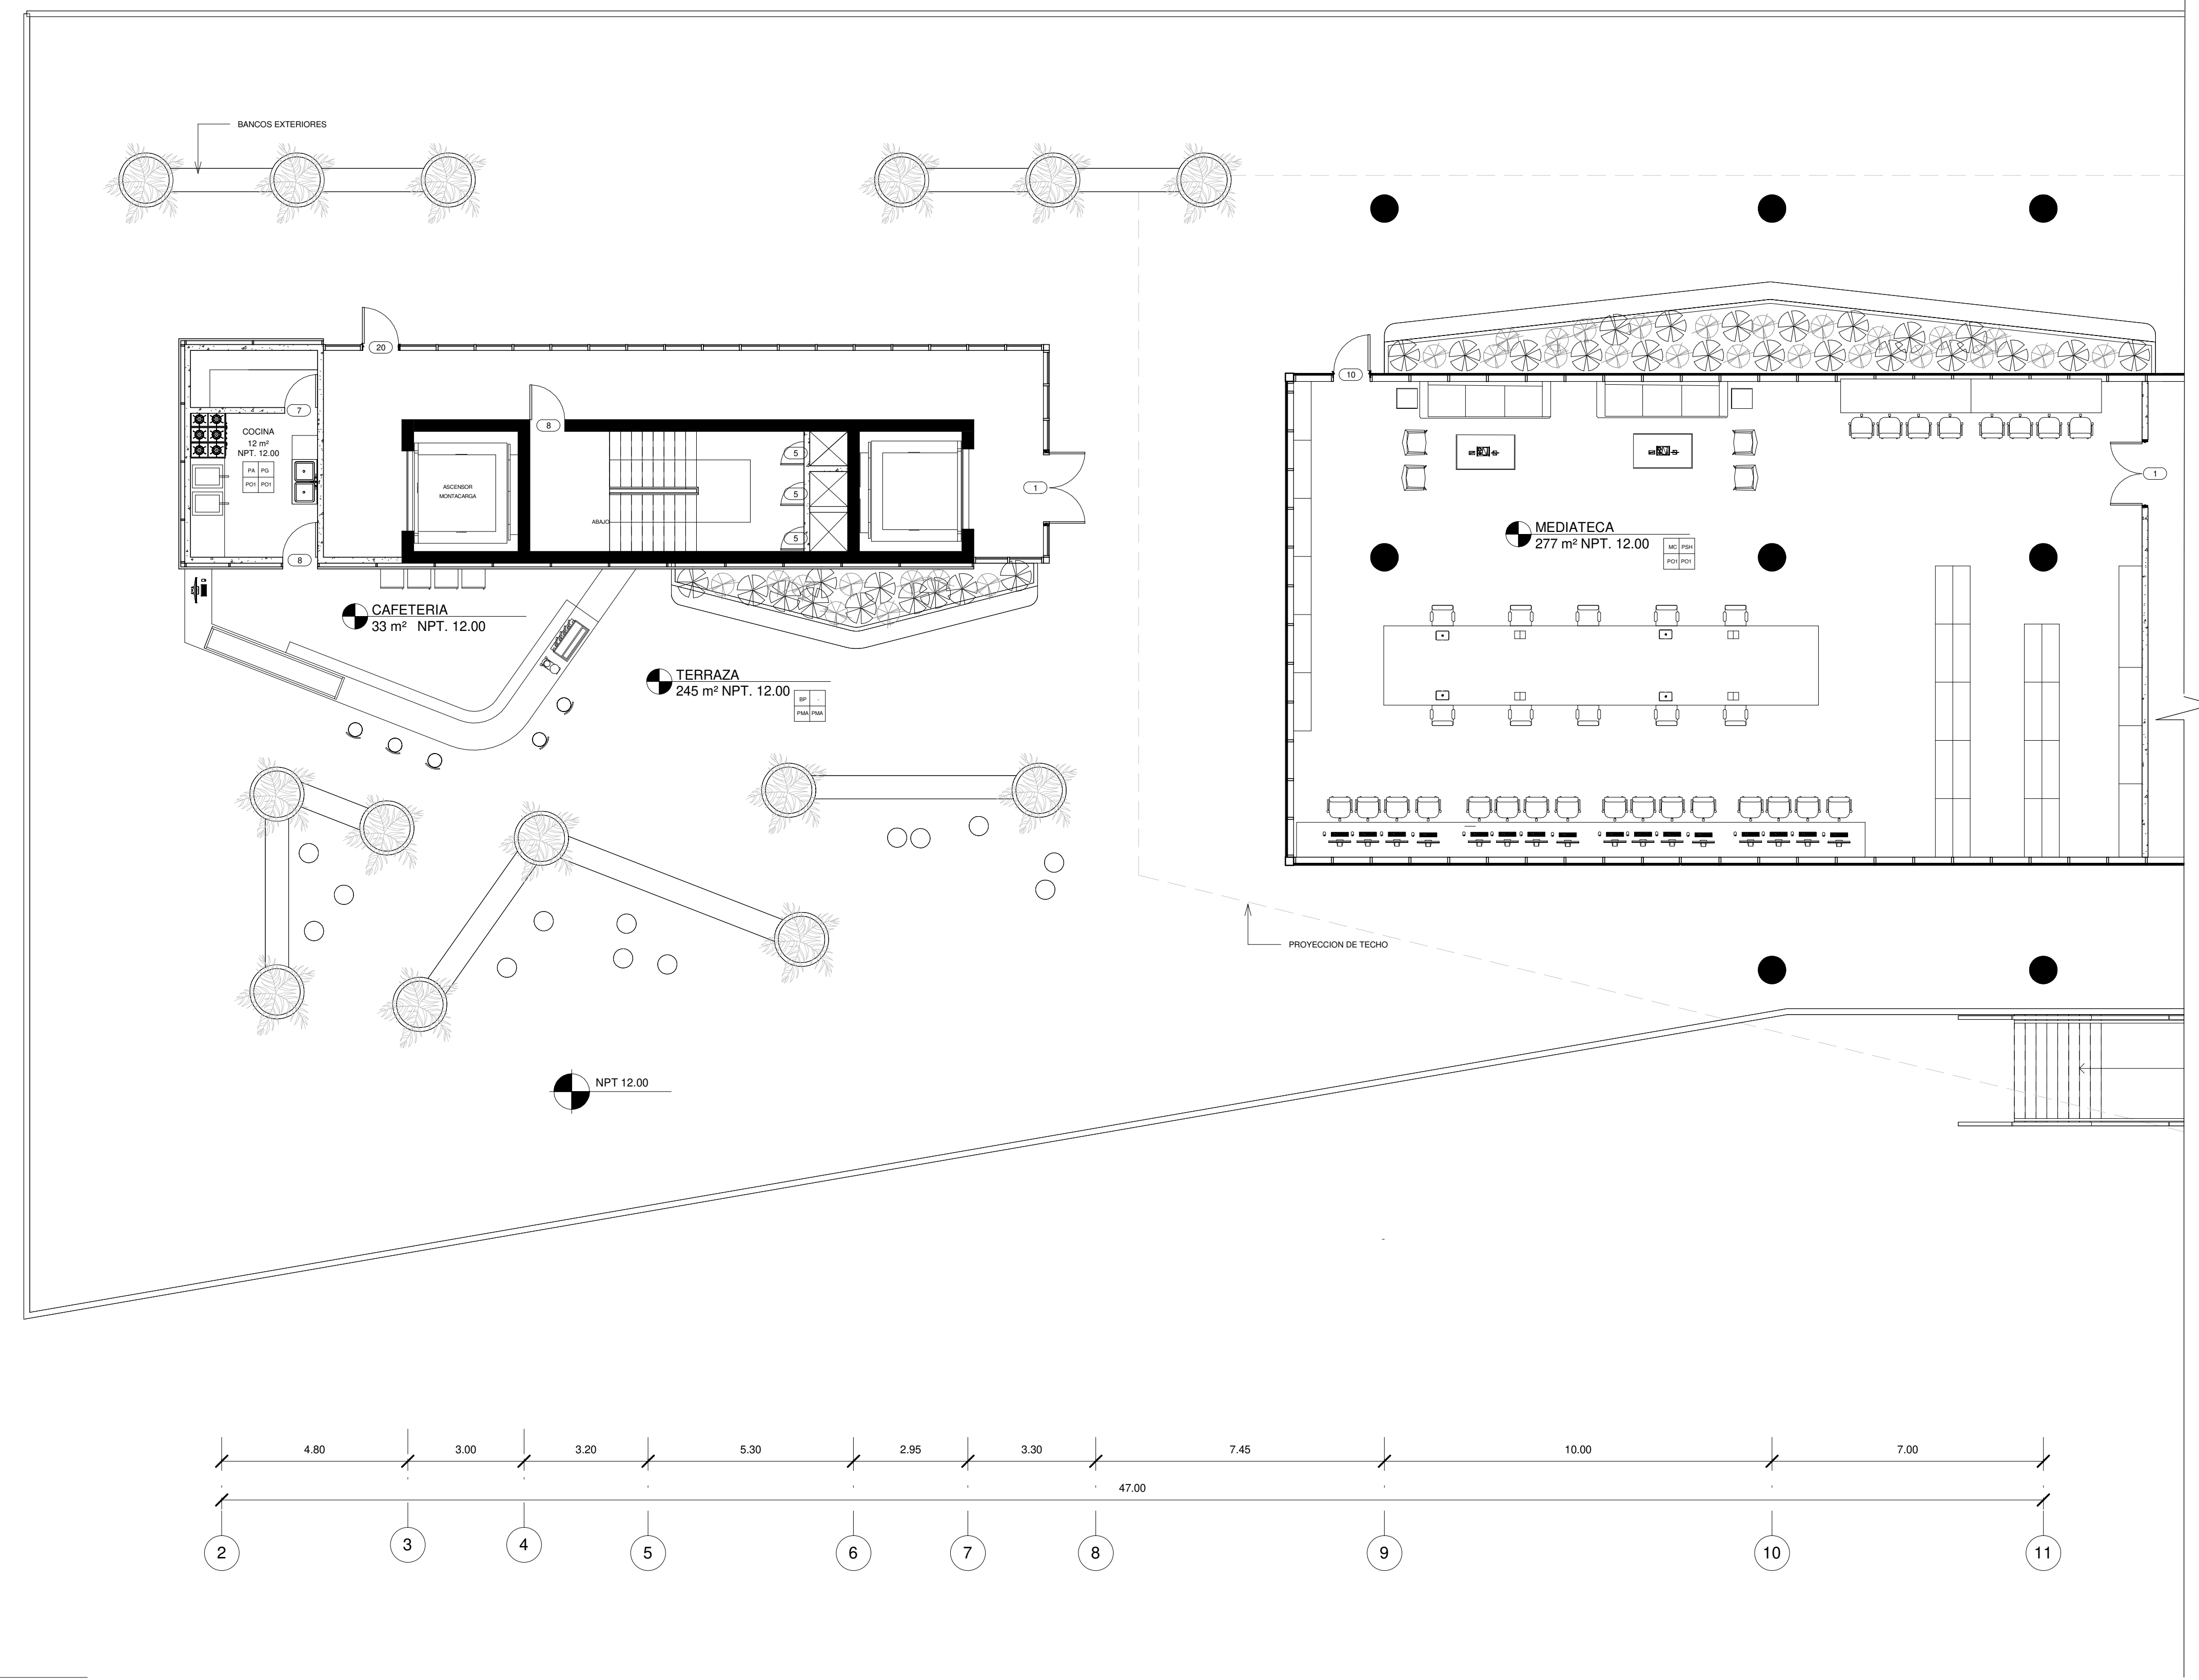 BANCOS EXTERIORES
20
10
7
8
COCINA
12 m²
NPT. 12.00
PA PG
PO1 PO1
ASCENSOR
MONTACARGA
ABAJO
5
5
5
1
1
8
MEDIATECA
277 m² NPT. 12.00
MC PSH
PO1 PO1
CAFETERIA
33 m² NPT. 12.00
TERRAZA
245 m² NPT. 12.00
BP -
PMA PMA
PROYECCION DE TECHO
NPT 12.00
4.80 3.00 3.20 5.30 2.95 3.30 7.45 10.00 7.00
47.00
2 3 4 5 6 7 8 9 10 11